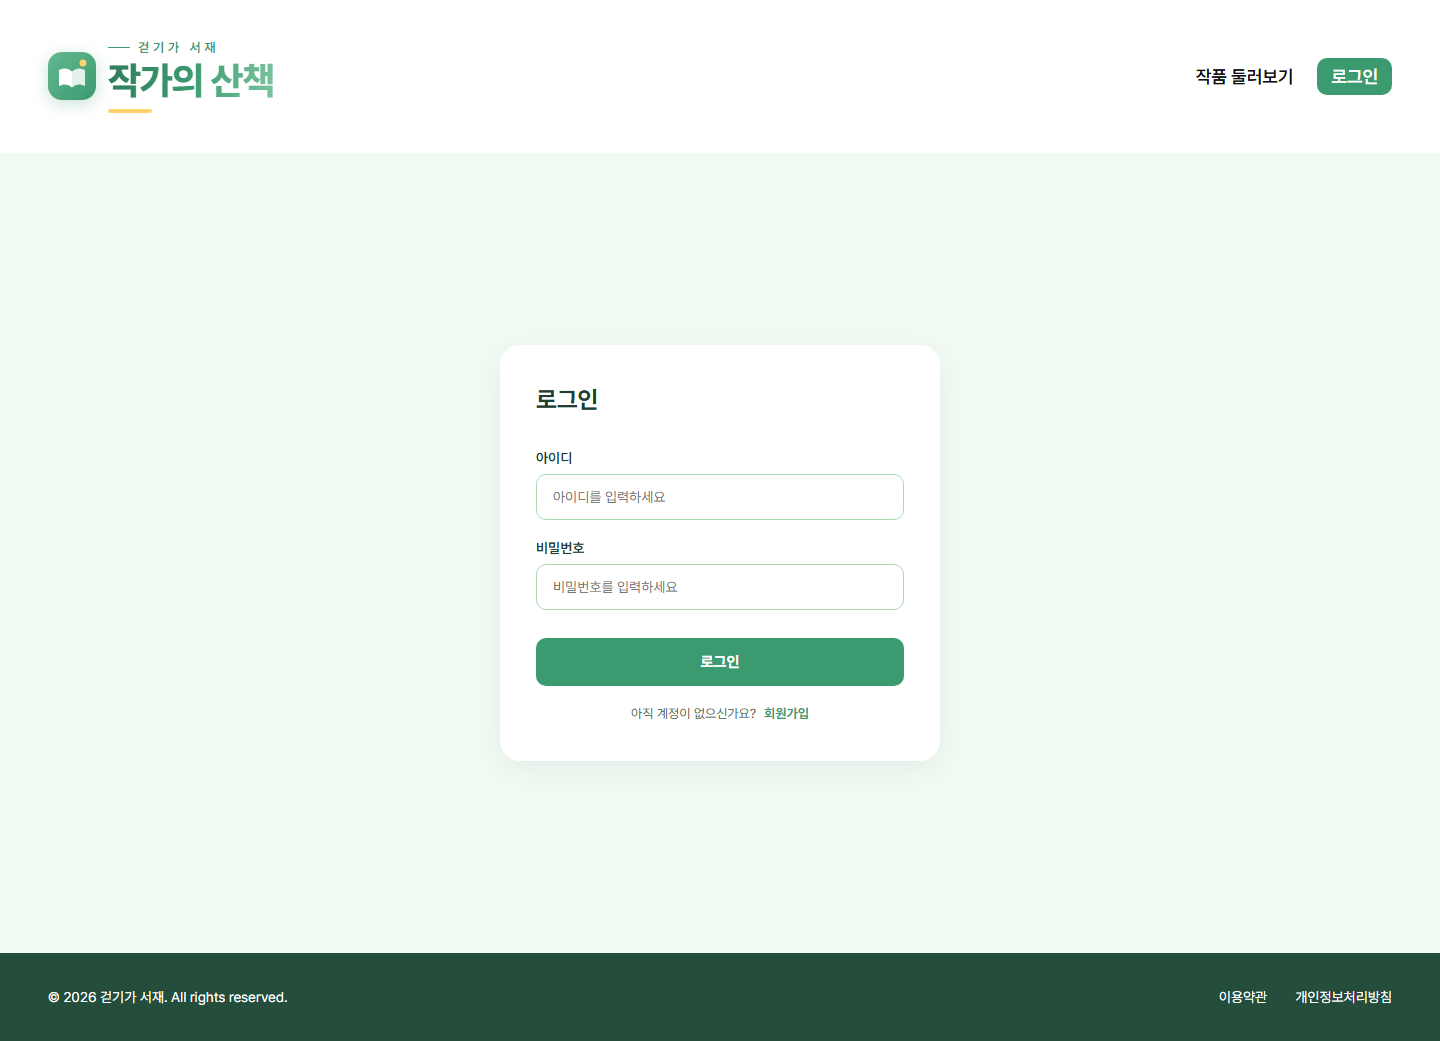 걷기가 서재
작가의 산책
작품 둘러보기
로그인
로그인
아이디
아이디를 입력하세요
비밀번호
비밀번호를 입력하세요
로그인
아직 계정이 없으신가요? 회원가입
© 2026 걷기가 서재. All rights reserved.
이용약관
개인정보처리방침